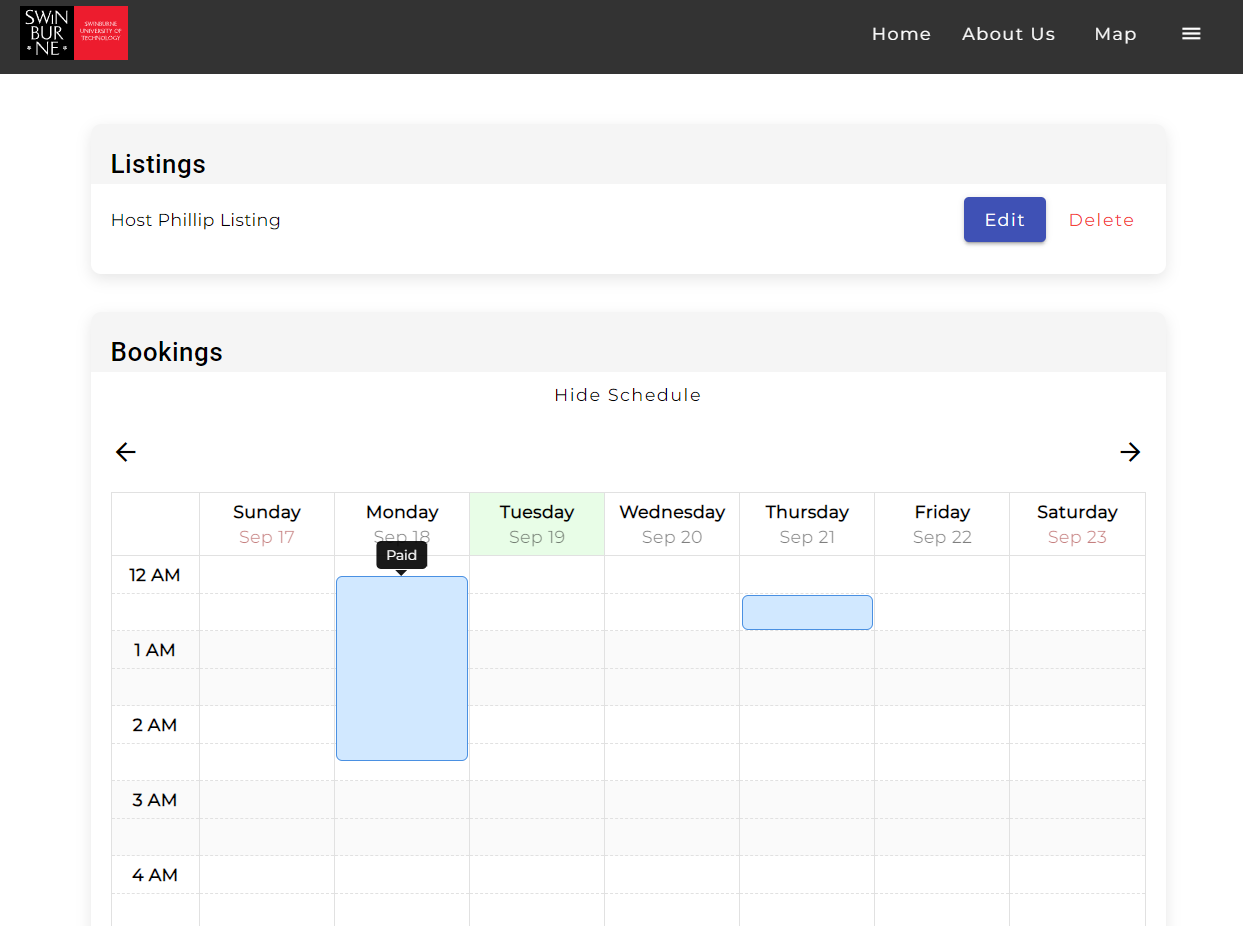 SWiN
BUR
* NE *
SWINBURNE
UNIVERSITY OF
TECHNOLOGY
Home About Us Map
Listings
Host Phillip Listing Edit Delete
Bookings
Hide Schedule
Sunday Monday Tuesday Wednesday Thursday Friday Saturday
Sep 17 Sep 18 Sep 19 Sep 20 Sep 21 Sep 22 Sep 23
Paid
12 AM
1 AM
2 AM
3 AM
4 AM